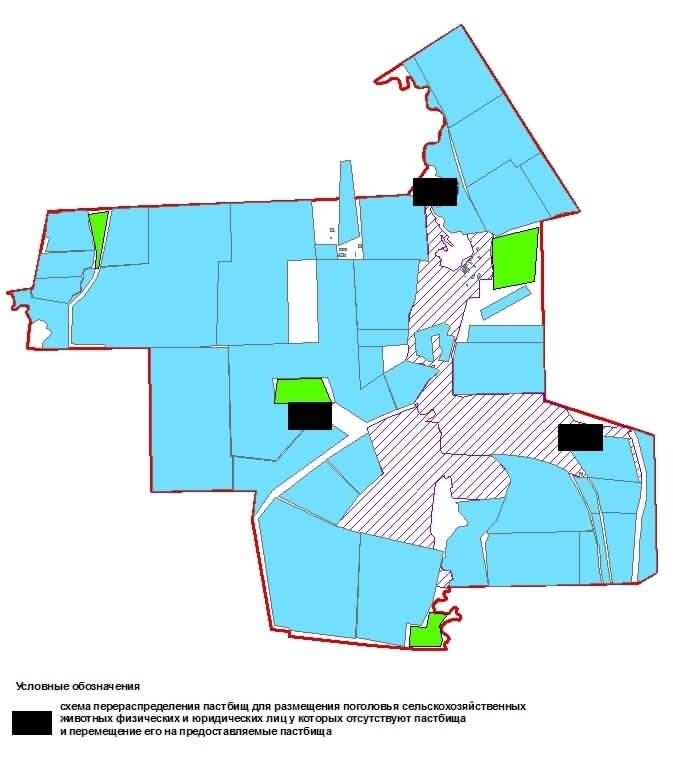 Условные обозначения
схема перераспределения пастбищ для размещения поголовья сельскохозяйственных
животных физических и юридических лиц у которых отсутствуют пастбища
и перемещение его на предоставляемые пастбища